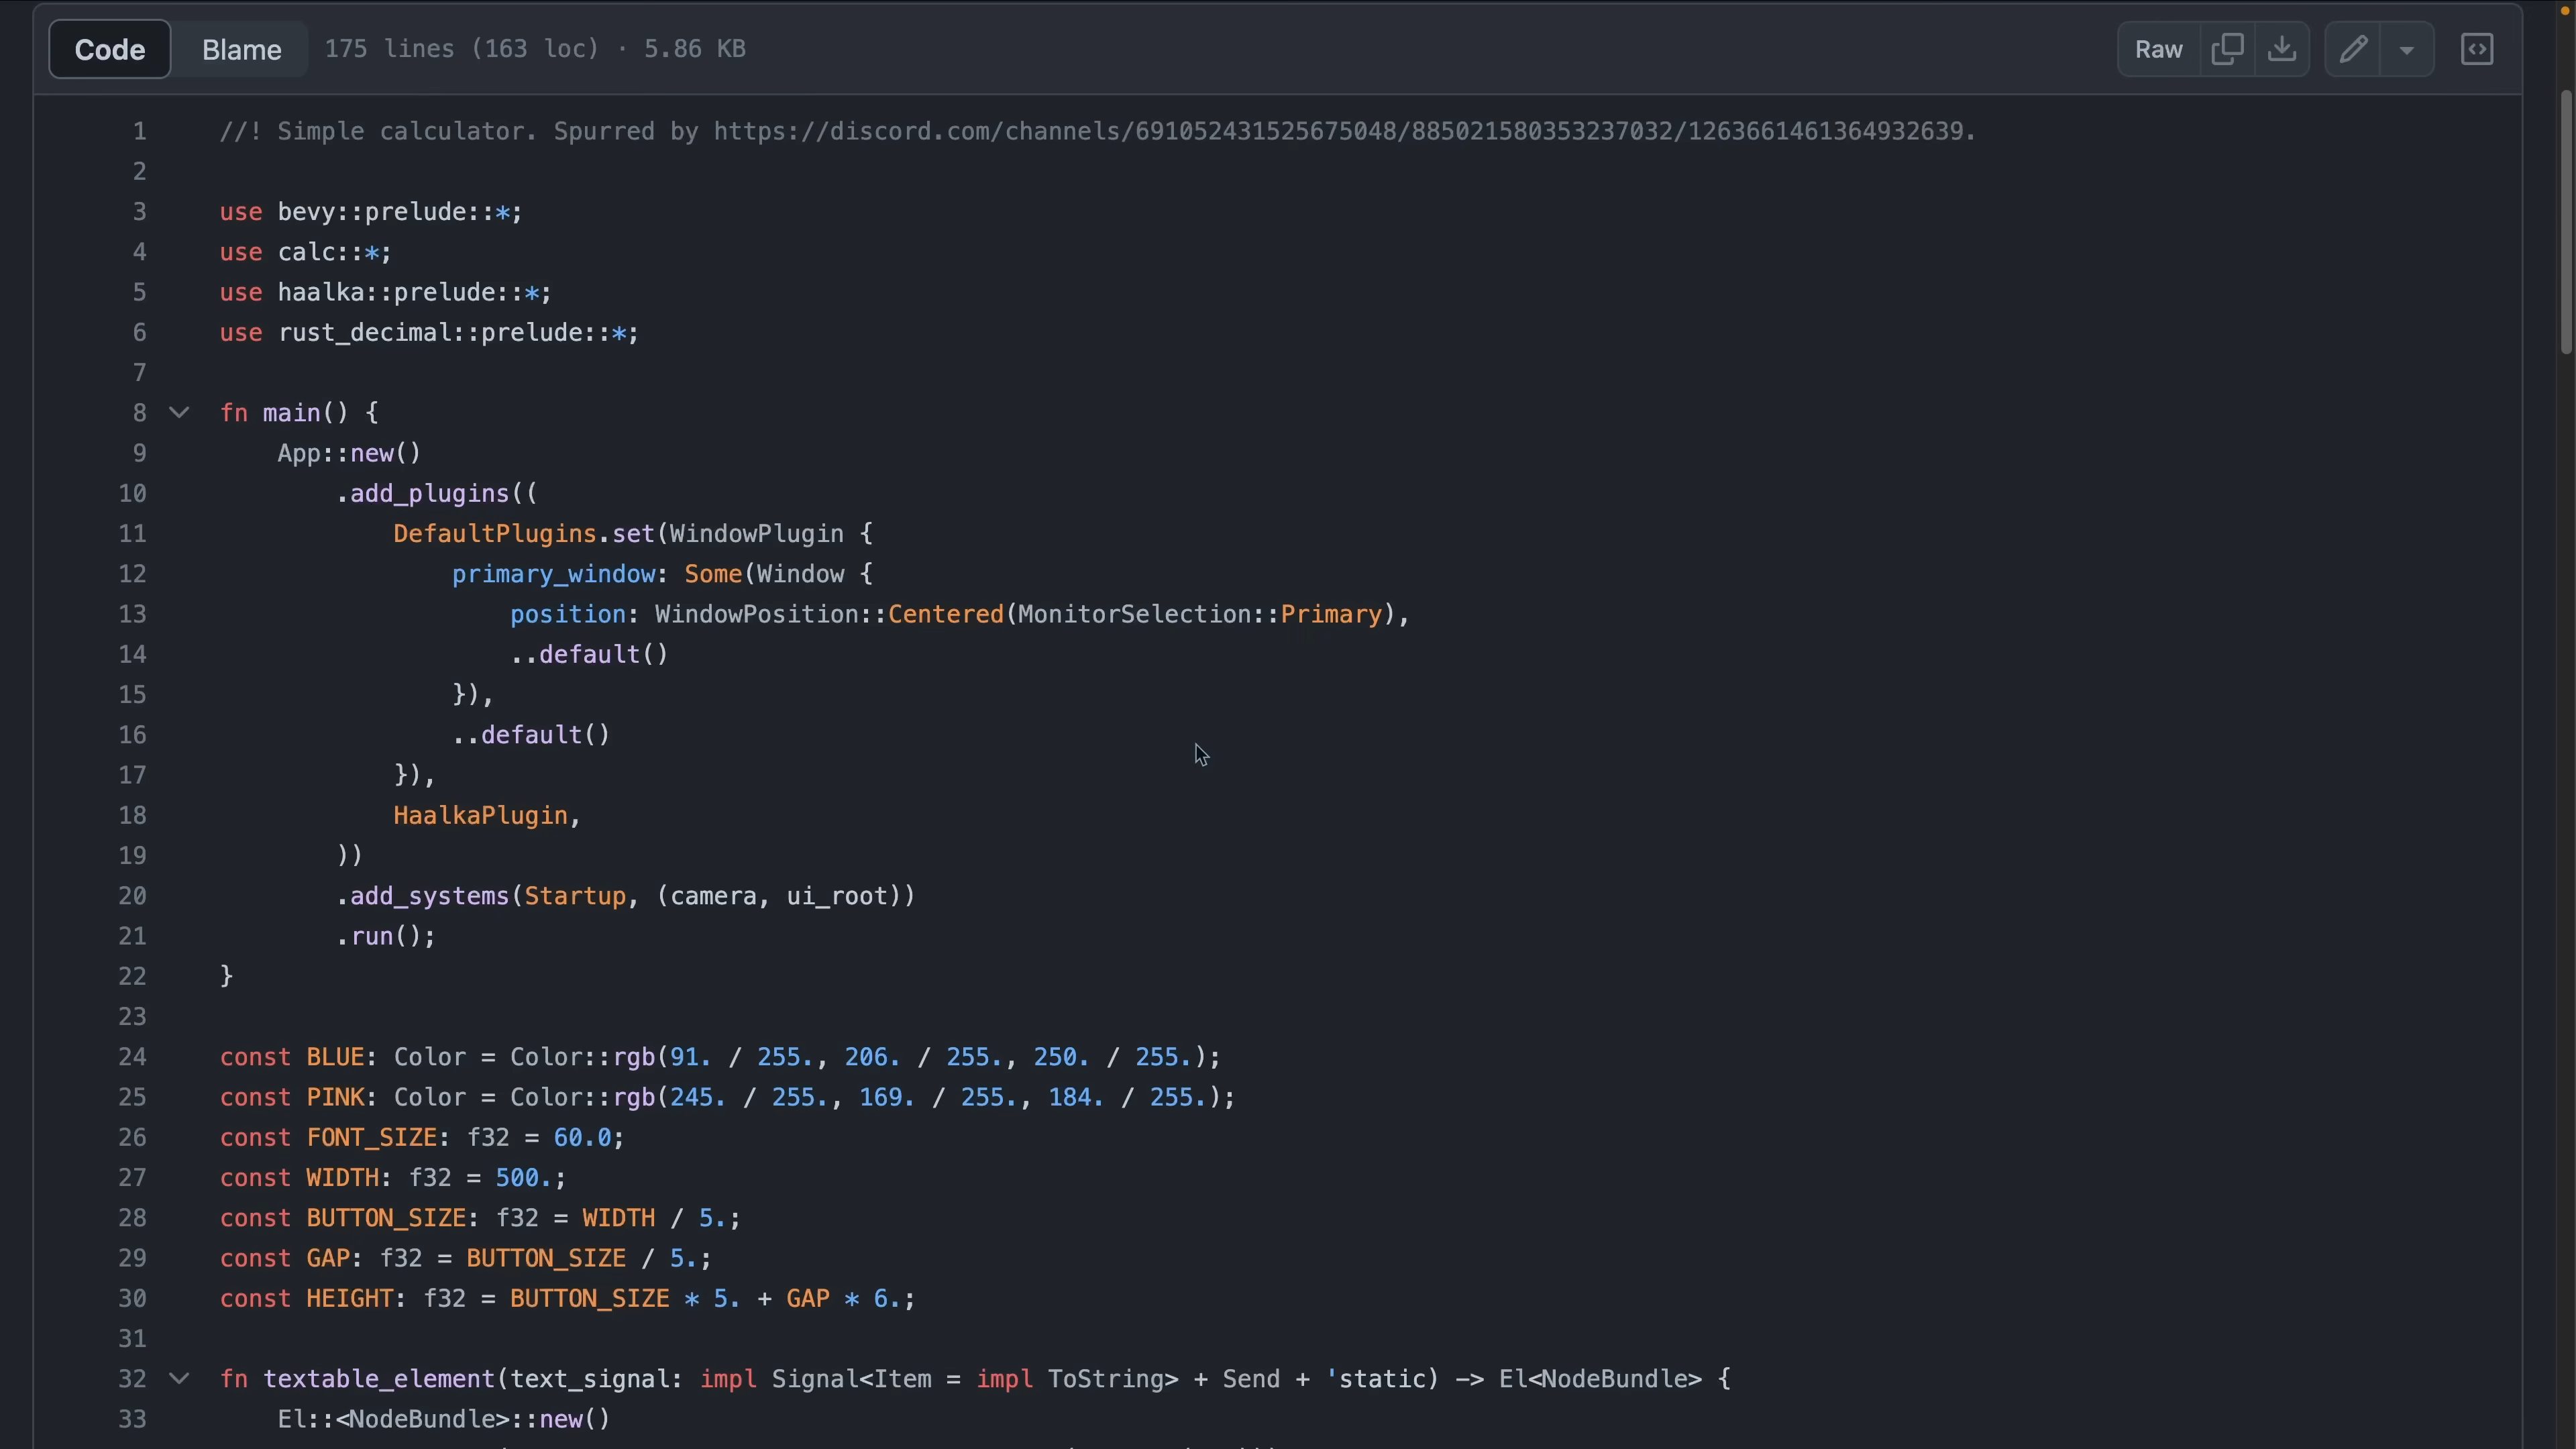 Code Blame 175 lines (163 loc) · 5.86 KB Raw
1 //! Simple calculator. Spurred by https://discord.com/channels/691052431525675048/885021580353237032/1263661461364932639.
2
3 use bevy::prelude::*;
4 use calc::*;
5 use haalka::prelude::*;
6 use rust_decimal::prelude::*;
7
8 fn main() {
9     App::new()
10         .add_plugins((
11             DefaultPlugins.set(WindowPlugin {
12                 primary_window: Some(Window {
13                     position: WindowPosition::Centered(MonitorSelection::Primary),
14                     ..default()
15                 }),
16                 ..default()
17             }),
18             HaalkaPlugin,
19         ))
20         .add_systems(Startup, (camera, ui_root))
21         .run();
22 }
23
24 const BLUE: Color = Color::rgb(91. / 255., 206. / 255., 250. / 255.);
25 const PINK: Color = Color::rgb(245. / 255., 169. / 255., 184. / 255.);
26 const FONT_SIZE: f32 = 60.0;
27 const WIDTH: f32 = 500.;
28 const BUTTON_SIZE: f32 = WIDTH / 5.;
29 const GAP: f32 = BUTTON_SIZE / 5.;
30 const HEIGHT: f32 = BUTTON_SIZE * 5. + GAP * 6.;
31
32 fn textable_element(text_signal: impl Signal<Item = impl ToString> + Send + 'static) -> El<NodeBundle> {
33     El::<NodeBundle>::new()